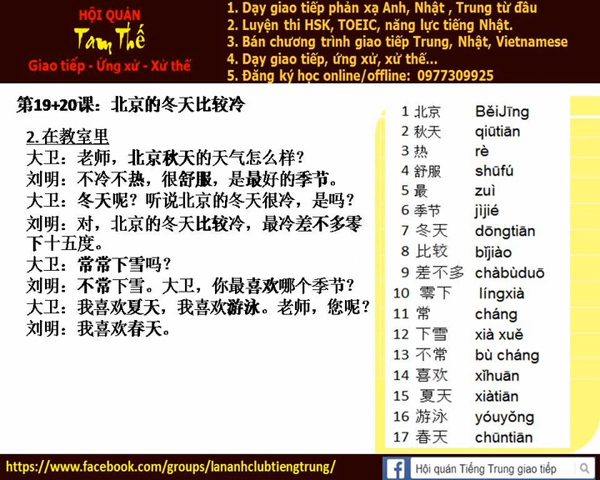 HỘI QUÁN
Tam Thế
Giao tiếp - Ứng xử - Xử thế
1. Dạy giao tiếp phản xạ Anh, Nhật , Trung từ đầu
2. Luyện thi HSK, TOEIC, năng lực tiếng Nhật.
3. Bán chương trình giao tiếp Trung, Nhật, Vietnamese
4. Dạy giao tiếp, ứng xử, xử thế...
5. Đăng ký học online/offline: 0977309925
第19+20课：北京的冬天比较冷
2.在教室里
大卫：老师，北京秋天的天气怎么样？
刘明：不冷不热，很舒服，是最好的季节。
大卫：冬天呢？听说北京的冬天很冷，是吗？
刘明：对，北京的冬天比较冷，最冷差不多零
下十五度。
大卫：常常下雪吗？
刘明：不常下雪。大卫，你最喜欢哪个季节？
大卫：我喜欢夏天，我喜欢游泳。老师，您呢？
刘明：我喜欢春天。
1 北京 BěiJīng
2 秋天 qiūtiān
3 热 rè
4 舒服 shūfú
5 最 zuì
6 季节 jìjié
7 冬天 dōngtiān
8 比较 bǐjiào
9 差不多 chàbùduō
10 零下 língxià
11 常 cháng
12 下雪 xià xuě
13 不常 bù cháng
14 喜欢 xǐhuān
15 夏天 xiàtiān
16 游泳 yóuyǒng
17 春天 chūntiān
https://www.facebook.com/groups/lananhclubtiengtrung/
f Hội quán Tiếng Trung giao tiếp